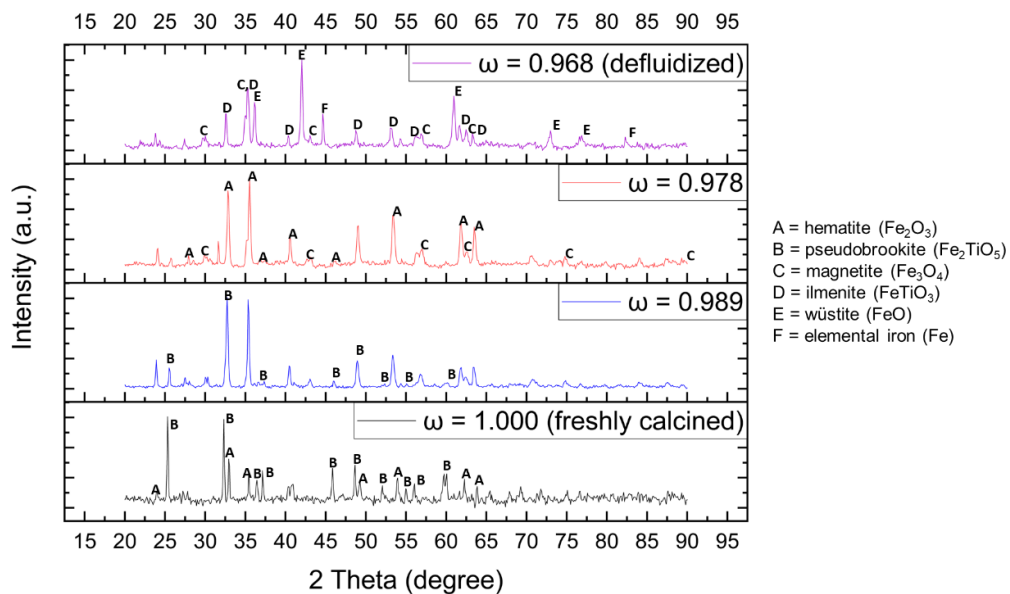 15 20 25 30 35 40 45 50 55 60 65 70 75 80 85 90 95
ω = 0.968 (defluidized)
C D D C D E E D C F D D D C E D C D E E F
ω = 0.978
A C A A A A C A A C A C A C C
ω = 0.989
B B B B B B B B
ω = 1.000 (freshly calcined)
A B B A A B B B B A B A B B B A A
15 20 25 30 35 40 45 50 55 60 65 70 75 80 85 90 95
2 Theta (degree)
Intensity (a.u.)
A = hematite (Fe₂O₃)
B = pseudobrookite (Fe₂TiO₅)
C = magnetite (Fe₃O₄)
D = ilmenite (FeTiO₃)
E = wüstite (FeO)
F = elemental iron (Fe)